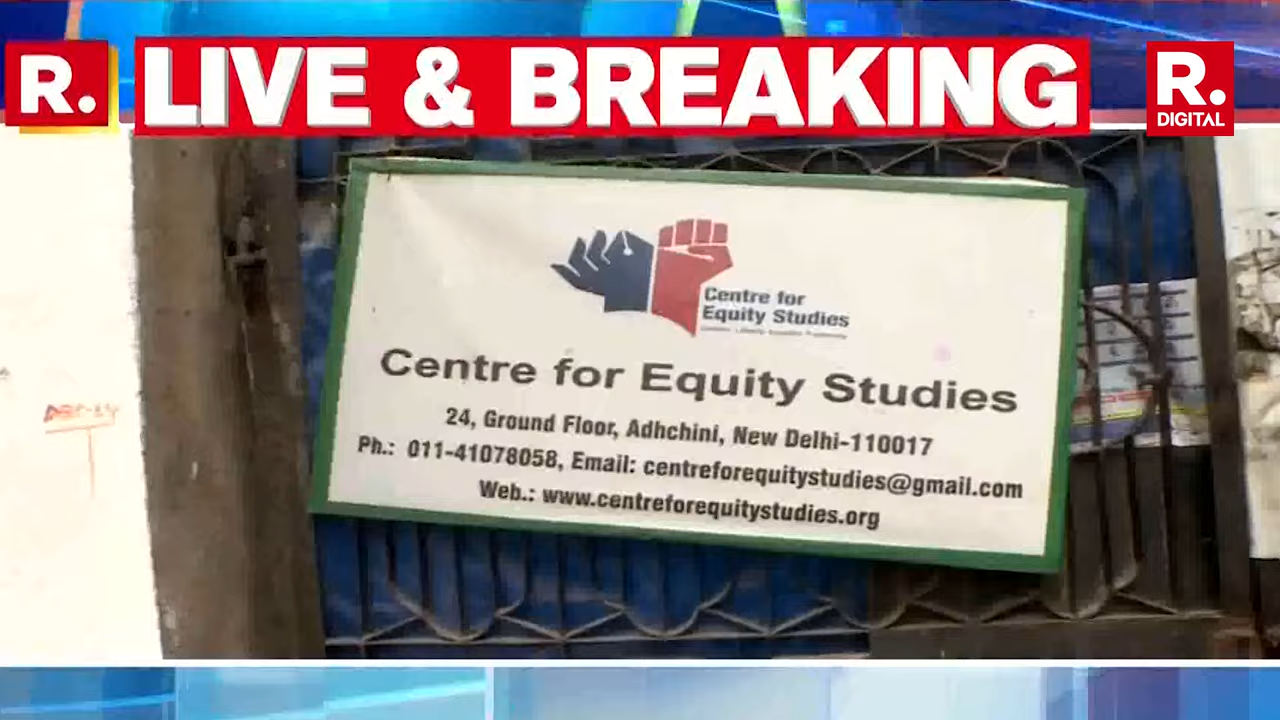 R.
LIVE & BREAKING
R.
DIGITAL
Centre for
Equity Studies
Centre for Equity Studies
24, Ground Floor, Adhchini, New Delhi-110017
Ph.: 011-41078058, Email: centreforequitystudies@gmail.com
Web.: www.centreforequitystudies.org